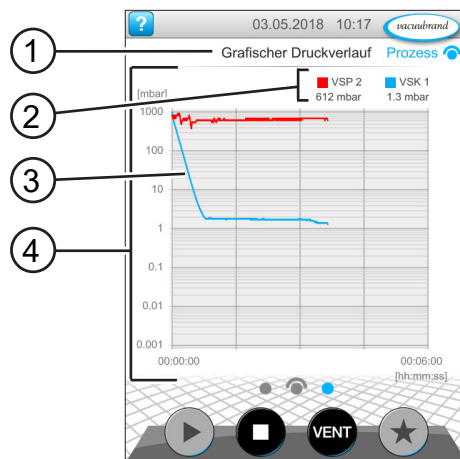 ? 03.05.2018 10:17 vacuubrand
1 Grafischer Druckverlauf Prozess
2 VSP 2 VSK 1
612 mbar 1.3 mbar
[mbar]
1000
100
3
10
4
1
0.1
0.01
0.001
00:00:00 00:06:00
[hh:mm:ss]
VENT